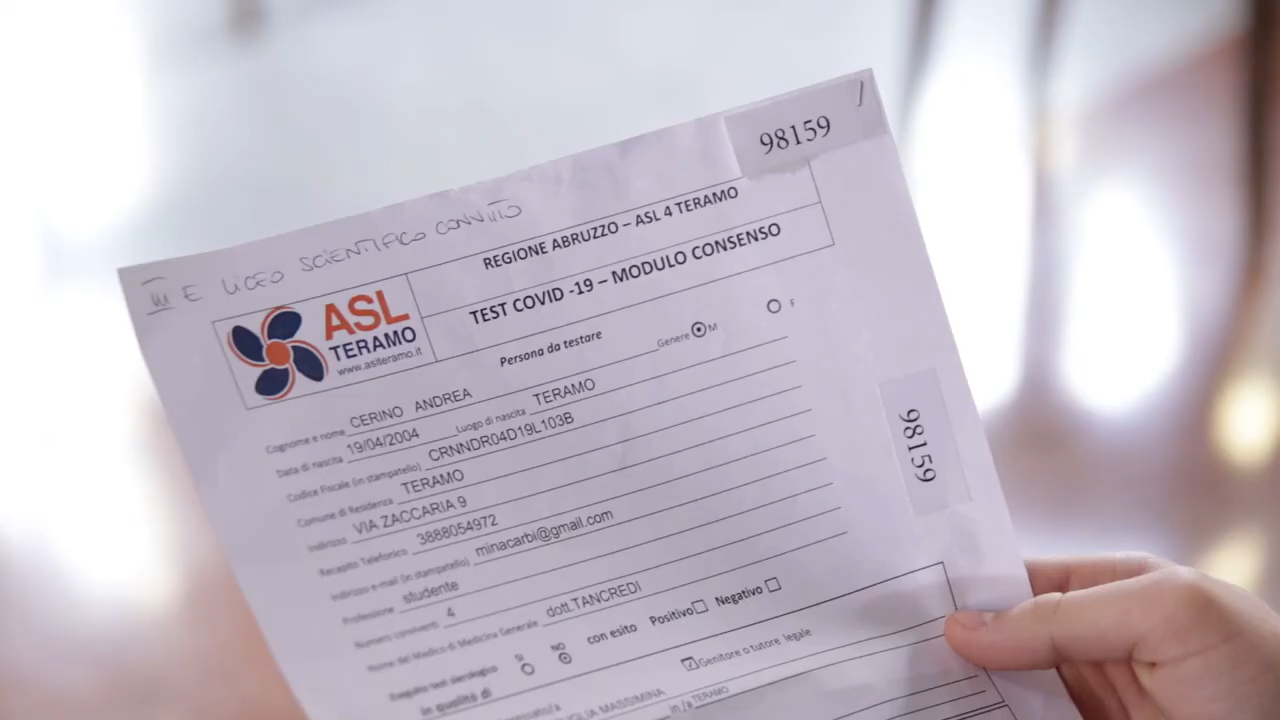 98159
III E LICEO SCIENTIFICO CONVITTO
REGIONE ABRUZZO – ASL 4 TERAMO
TEST COVID -19 – MODULO CONSENSO
ASL
TERAMO
www.aslteramo.it
Persona da testare
Cognome e nome CERINO ANDREA Genere M F
Data di nascita 19/04/2004 Luogo di nascita TERAMO
Codice Fiscale (in stampatello) CRNNDR04D19L103B
Comune di Residenza TERAMO
Indirizzo VIA ZACCARIA 9
Recapito Telefonico 3888054972
Indirizzo e-mail (in stampatello) minacarbi@gmail.com
Professione studente
Numero conviventi 4
Nome del Medico di Medicina Generale dott.TANCREDI
Eseguito test sierologico SI NO con esito Positivo Negativo
in qualità di Genitore o tutore legale
MASSIMINA in /a TERAMO
98159